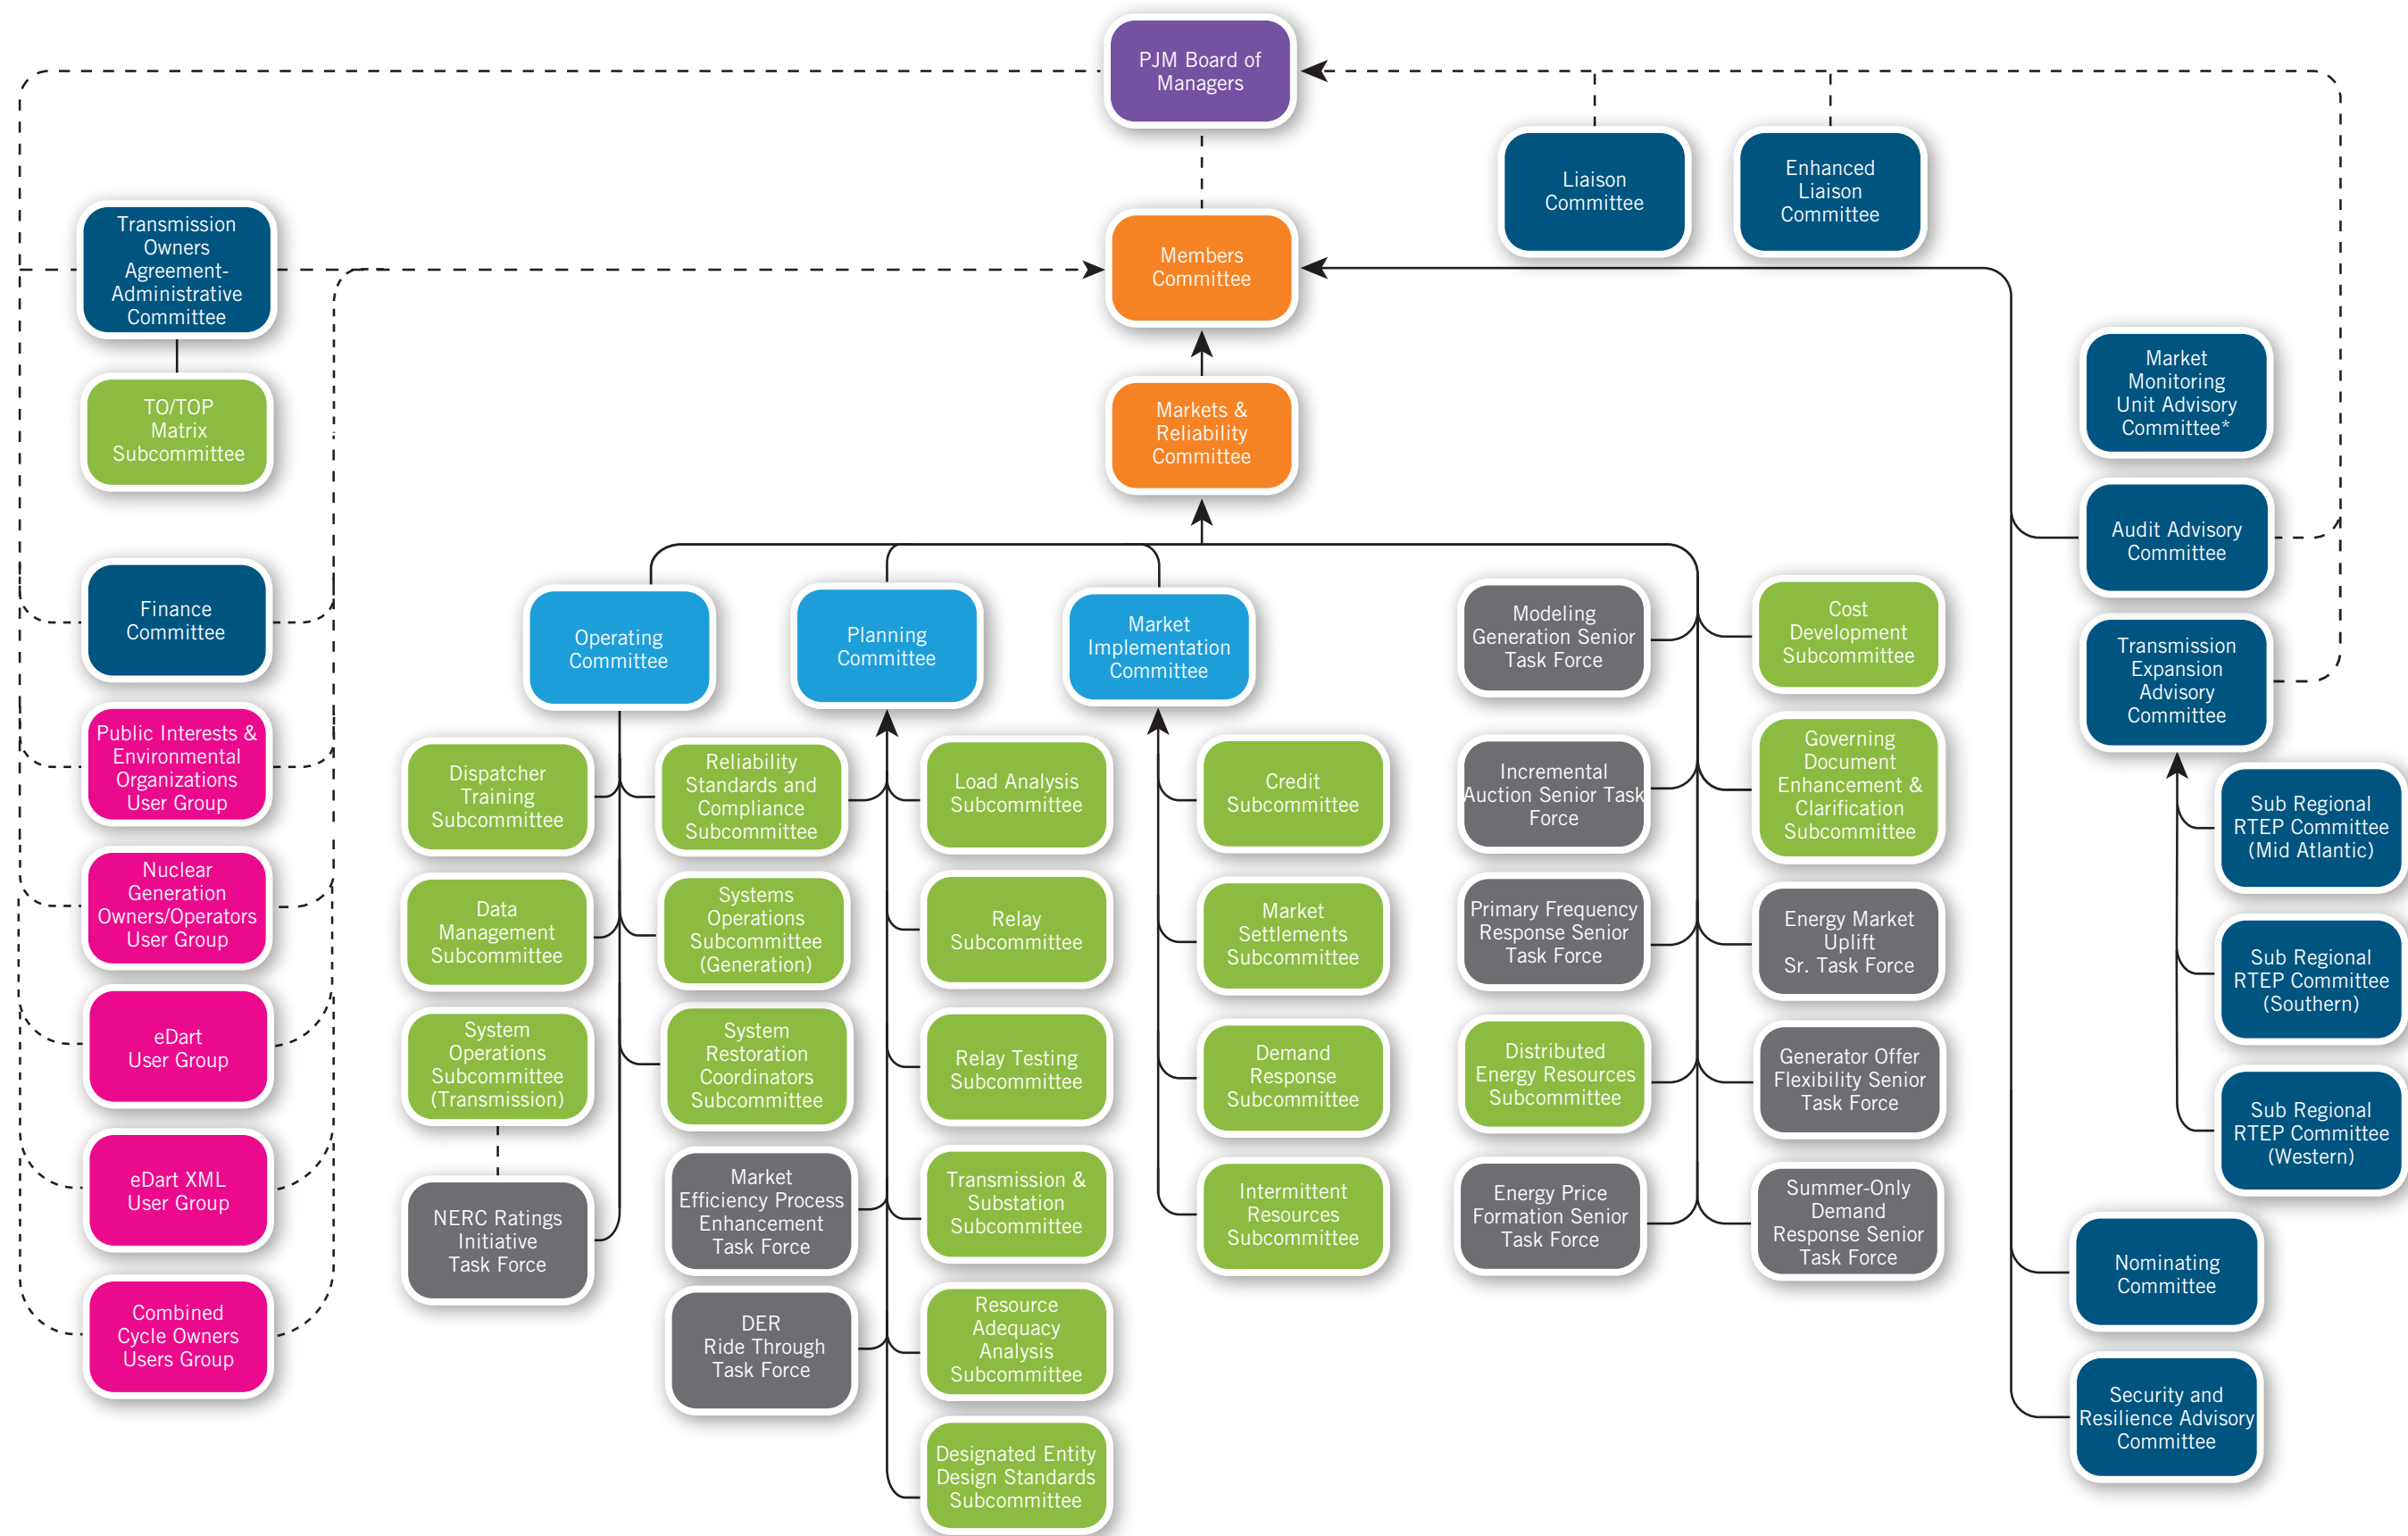 PJM Board of
Managers
Liaison
Committee
Enhanced
Liaison
Committee
Transmission
Owners
Agreement-
Administrative
Committee
Members
Committee
TO/TOP
Matrix
Subcommittee
Markets &
Reliability
Committee
Market
Monitoring
Unit Advisory
Committee*
Audit Advisory
Committee
Transmission
Expansion
Advisory
Committee
Finance
Committee
Operating
Committee
Planning
Committee
Market
Implementation
Committee
Modeling
Generation Senior
Task Force
Cost
Development
Subcommittee
Public Interests &
Environmental
Organizations
User Group
Dispatcher
Training
Subcommittee
Reliability
Standards and
Compliance
Subcommittee
Load Analysis
Subcommittee
Credit
Subcommittee
Incremental
Auction Senior Task
Force
Governing
Document
Enhancement &
Clarification
Subcommittee
Sub Regional
RTEP Committee
(Mid Atlantic)
Nuclear
Generation
Owners/Operators
User Group
Data
Management
Subcommittee
Systems
Operations
Subcommittee
(Generation)
Relay
Subcommittee
Market
Settlements
Subcommittee
Primary Frequency
Response Senior
Task Force
Energy Market
Uplift
Sr. Task Force
Sub Regional
RTEP Committee
(Southern)
eDart
User Group
System
Operations
Subcommittee
(Transmission)
System
Restoration
Coordinators
Subcommittee
Relay Testing
Subcommittee
Demand
Response
Subcommittee
Distributed
Energy Resources
Subcommittee
Generator Offer
Flexibility Senior
Task Force
Sub Regional
RTEP Committee
(Western)
eDart XML
User Group
NERC Ratings
Initiative
Task Force
Market
Efficiency Process
Enhancement
Task Force
Transmission &
Substation
Subcommittee
Intermittent
Resources
Subcommittee
Energy Price
Formation Senior
Task Force
Summer-Only
Demand
Response Senior
Task Force
Nominating
Committee
Combined
Cycle Owners
Users Group
DER
Ride Through
Task Force
Resource
Adequacy
Analysis
Subcommittee
Security and
Resilience Advisory
Committee
Designated Entity
Design Standards
Subcommittee